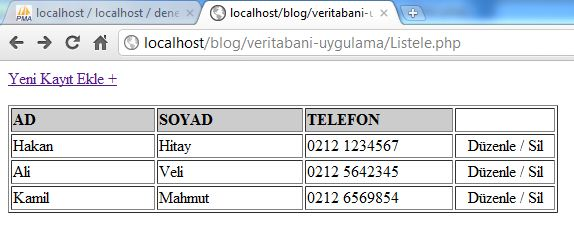 PMA localhost / localhost / dene
localhost/blog/veritabani-u
localhost/blog/veritabani-uygulama/Listele.php
Yeni Kayıt Ekle +
AD SOYAD TELEFON
Hakan Hitay 0212 1234567 Düzenle / Sil
Ali Veli 0212 5642345 Düzenle / Sil
Kamil Mahmut 0212 6569854 Düzenle / Sil